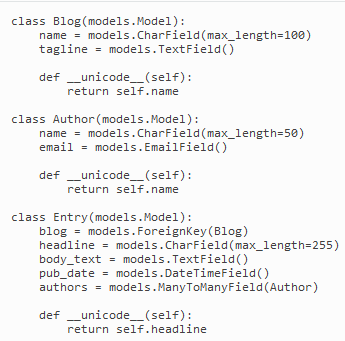 class Blog(models.Model):
    name = models.CharField(max_length=100)
    tagline = models.TextField()

    def __unicode__(self):
        return self.name

class Author(models.Model):
    name = models.CharField(max_length=50)
    email = models.EmailField()

    def __unicode__(self):
        return self.name

class Entry(models.Model):
    blog = models.ForeignKey(Blog)
    headline = models.CharField(max_length=255)
    body_text = models.TextField()
    pub_date = models.DateTimeField()
    authors = models.ManyToManyField(Author)

    def __unicode__(self):
        return self.headline